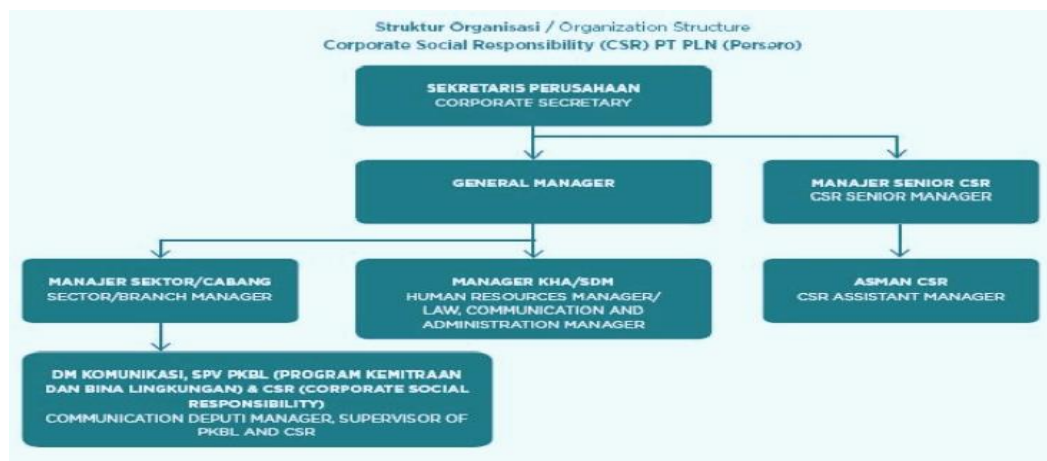 Struktur Organisasi / Organization Structure
Corporate Social Responsibility (CSR) PT PLN (Persero)
SEKRETARIS PERUSAHAAN
CORPORATE SECRETARY
GENERAL MANAGER
MANAJER SENIOR CSR
CSR SENIOR MANAGER
MANAJER SEKTOR/CABANG
SECTOR/BRANCH MANAGER
MANAGER KHA/SDM
HUMAN RESOURCES MANAGER/
LAW, COMMUNICATION AND
ADMINISTRATION MANAGER
ASMAN CSR
CSR ASSISTANT MANAGER
DM KOMUNIKASI, SPV PKBL (PROGRAM KEMITRAAN
DAN BINA LINGKUNGAN) & CSR (CORPORATE SOCIAL
RESPONSIBILITY)
COMMUNICATION DEPUTI MANAGER, SUPERVISOR OF
PKBL AND CSR